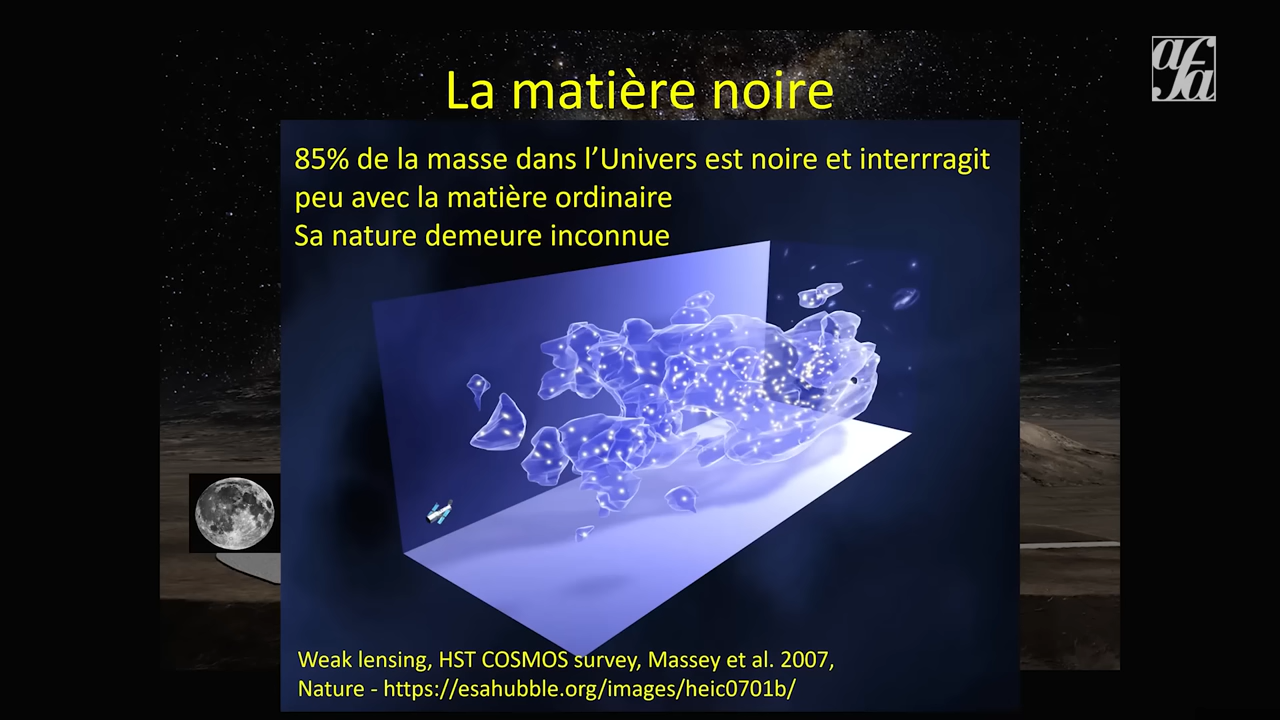 afa
La matière noire
85% de la masse dans l’Univers est noire et interrragit
peu avec la matière ordinaire
Sa nature demeure inconnue
Weak lensing, HST COSMOS survey, Massey et al. 2007,
Nature - https://esahubble.org/images/heic0701b/